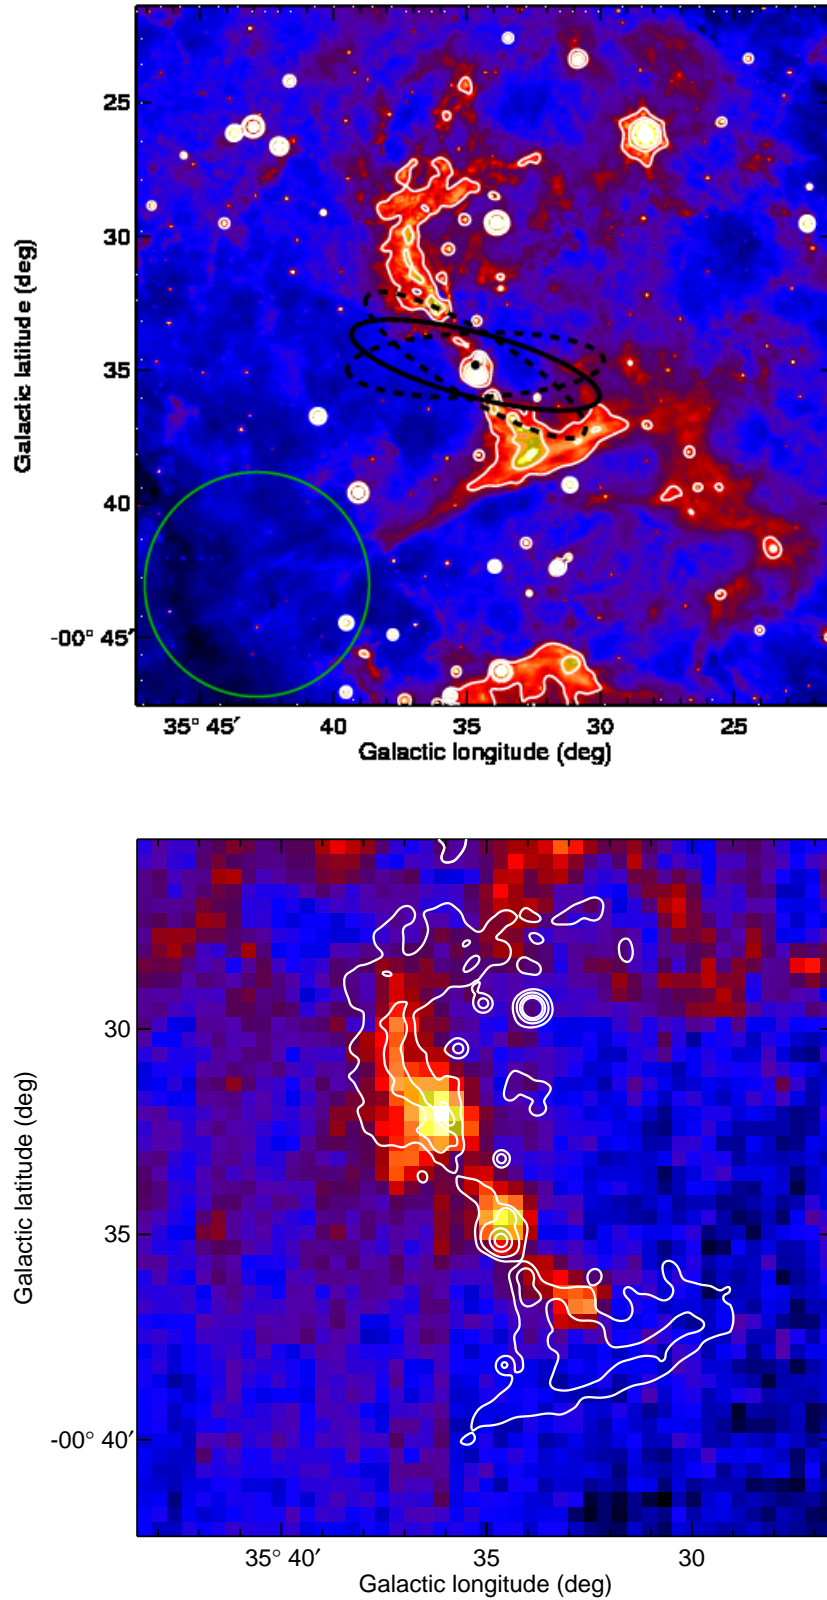 25
30
35
40
-00° 45′
Galactic latitude (deg)
35° 45′ 40 35 30 25
Galactic longitude (deg)
30
35
-00° 40′
Galactic latitude (deg)
35° 40′ 35 30
Galactic longitude (deg)